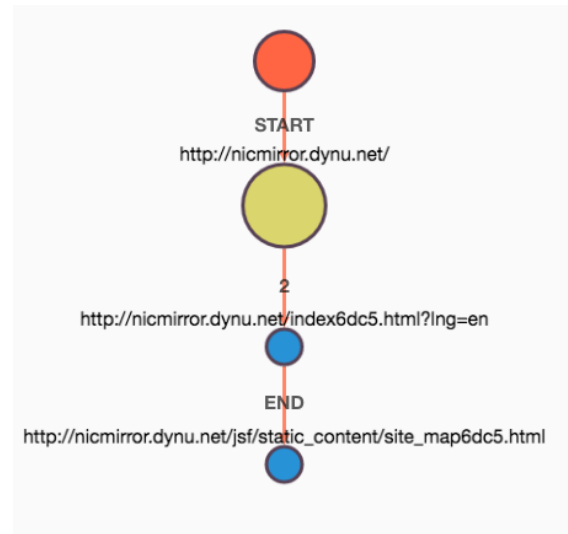 START
http://nicmirror.dynu.net/
2
http://nicmirror.dynu.net/index6dc5.html?lng=en
END
http://nicmirror.dynu.net/jsf/static_content/site_map6dc5.html